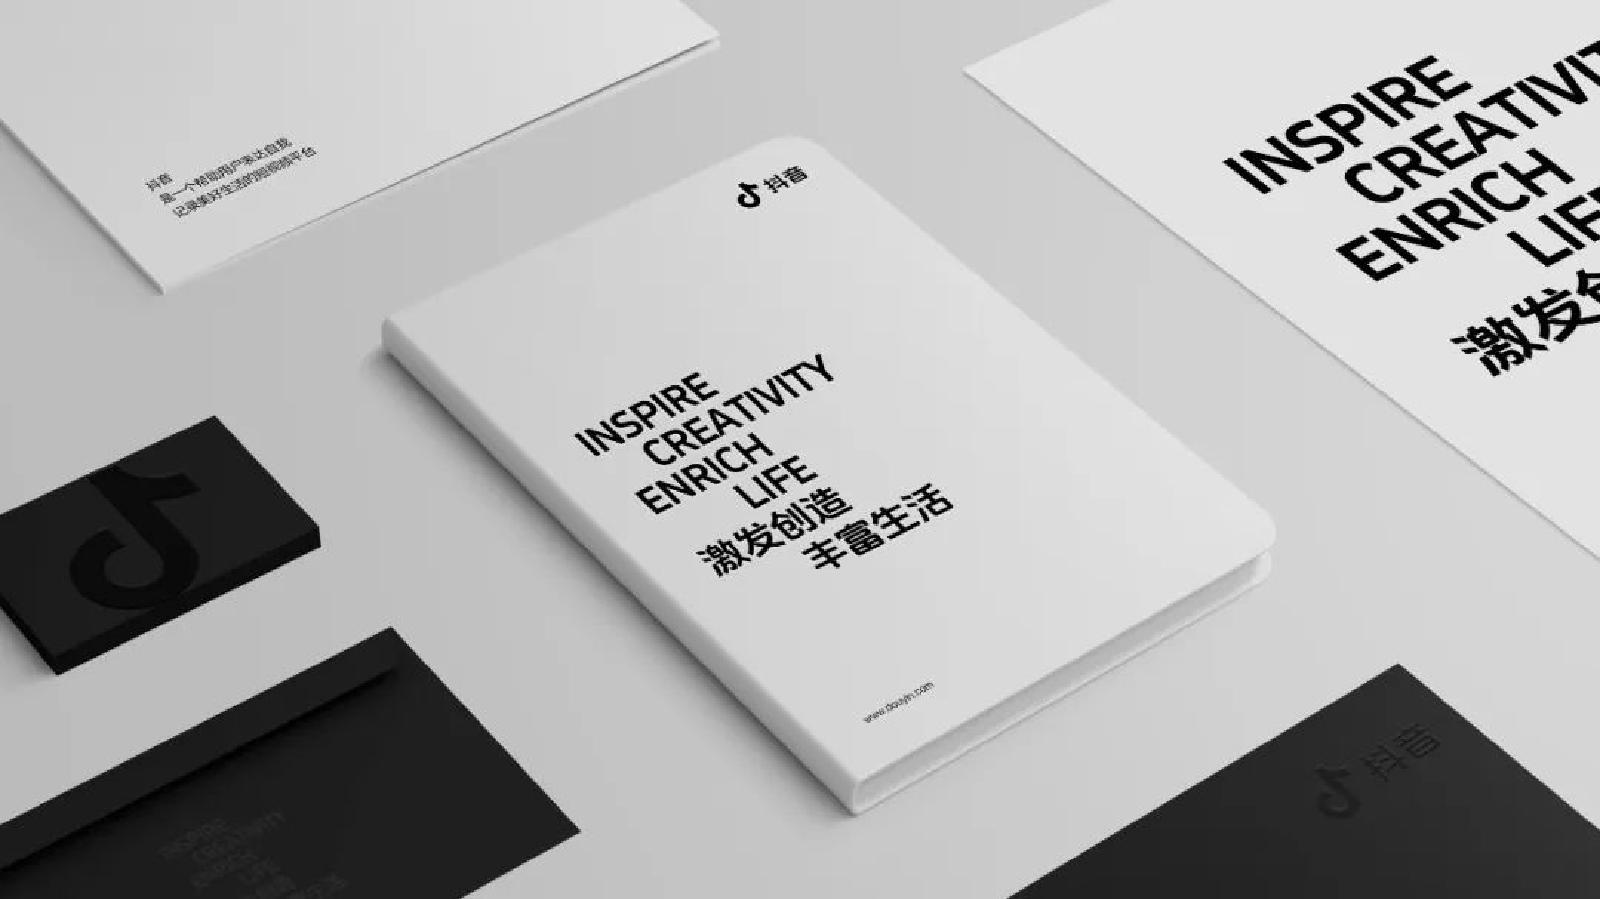 抖音
是一个帮助用户表达自我
记录美好生活的短视频平台
抖音
INSPIRE
CREATIVITY
ENRICH
LIFE
激发创造
丰富生活
www.douyin.com
INSPIRE
CREATIVIT
ENRICH
LIFE
激发创
INSPIRE
CREATIVITY
ENRICH
LIFE
抖音